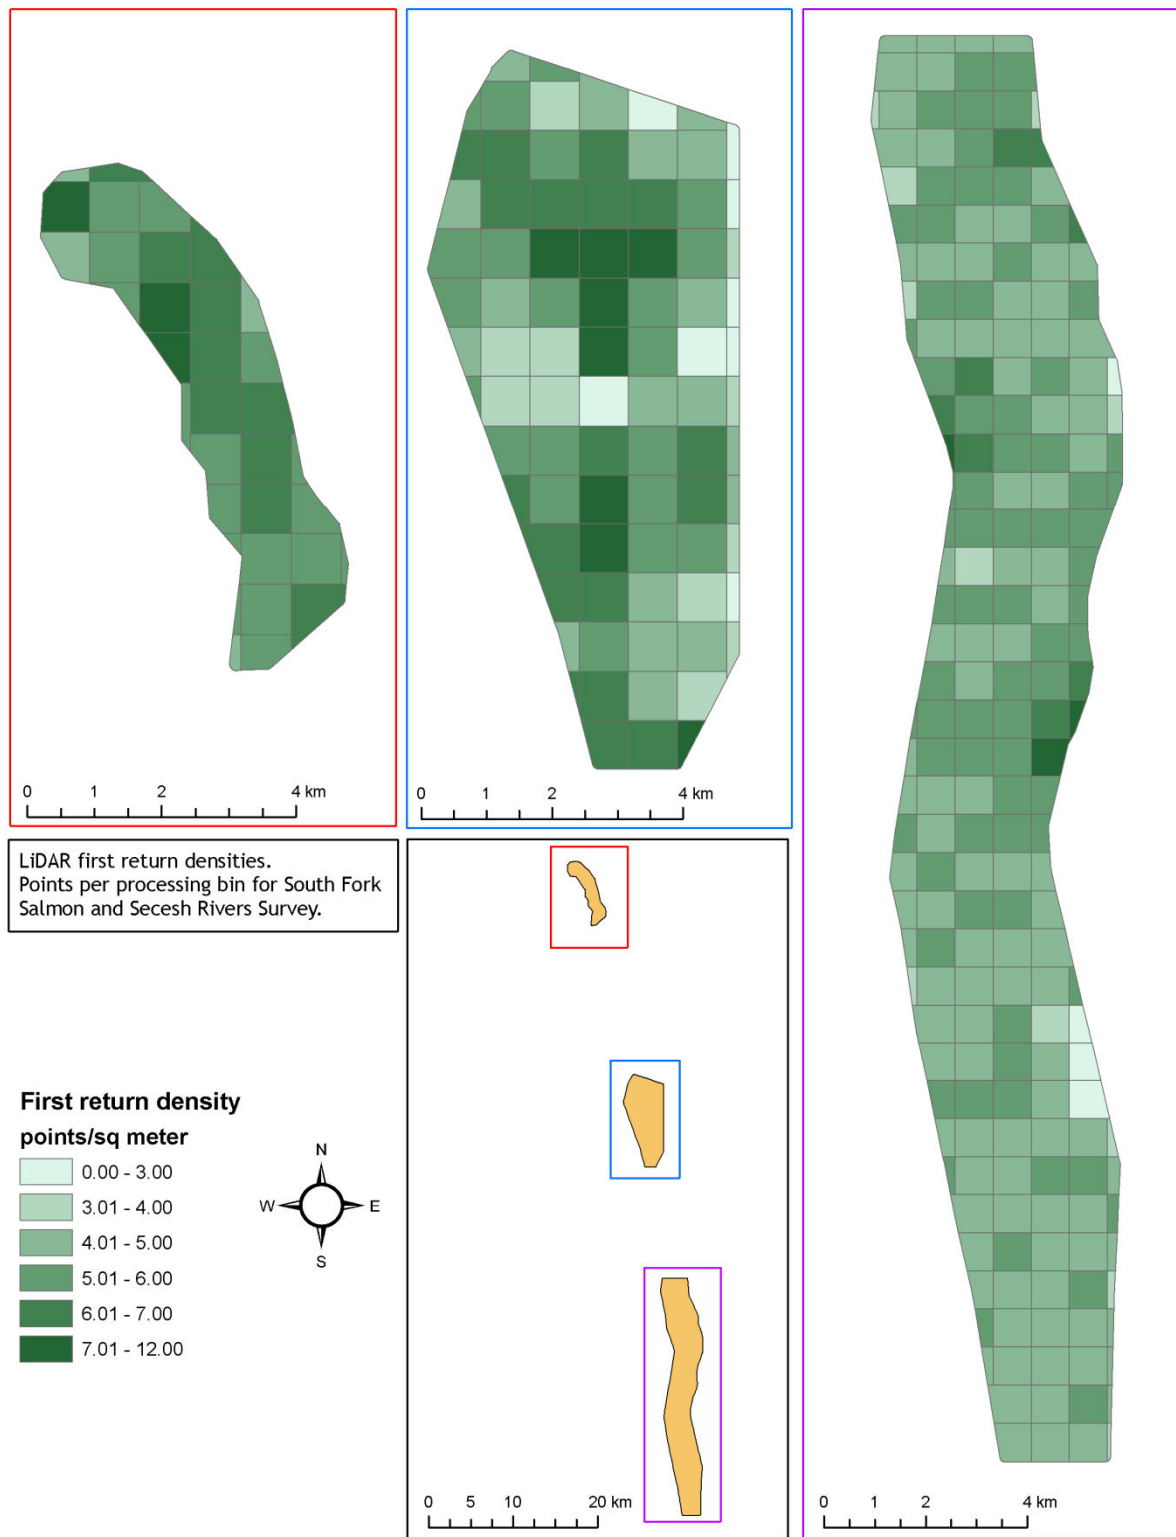 0 1 2 4 km
0 1 2 4 km
LiDAR first return densities.
Points per processing bin for South Fork
Salmon and Secesh Rivers Survey.
First return density
points/sq meter
0.00 - 3.00
3.01 - 4.00
4.01 - 5.00
5.01 - 6.00
6.01 - 7.00
7.01 - 12.00
N
W E
S
0 5 10 20 km
0 1 2 4 km